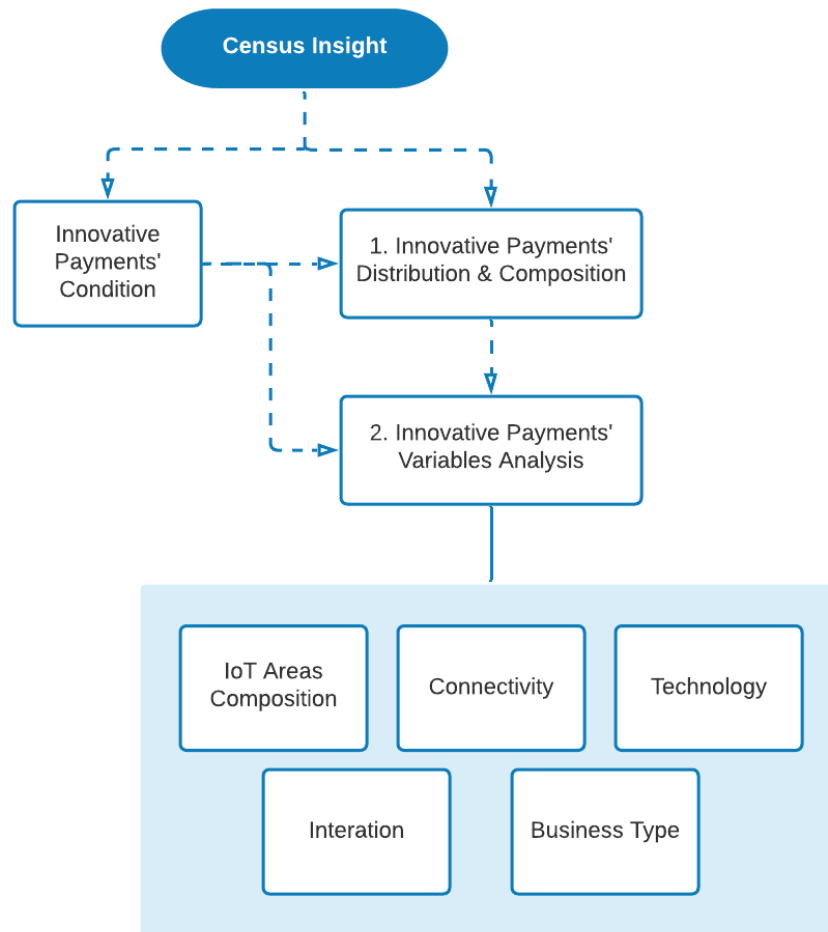 Census Insight
Innovative
Payments'
Condition
1. Innovative Payments'
Distribution & Composition
2. Innovative Payments'
Variables Analysis
IoT Areas
Composition
Connectivity
Technology
Interation
Business Type